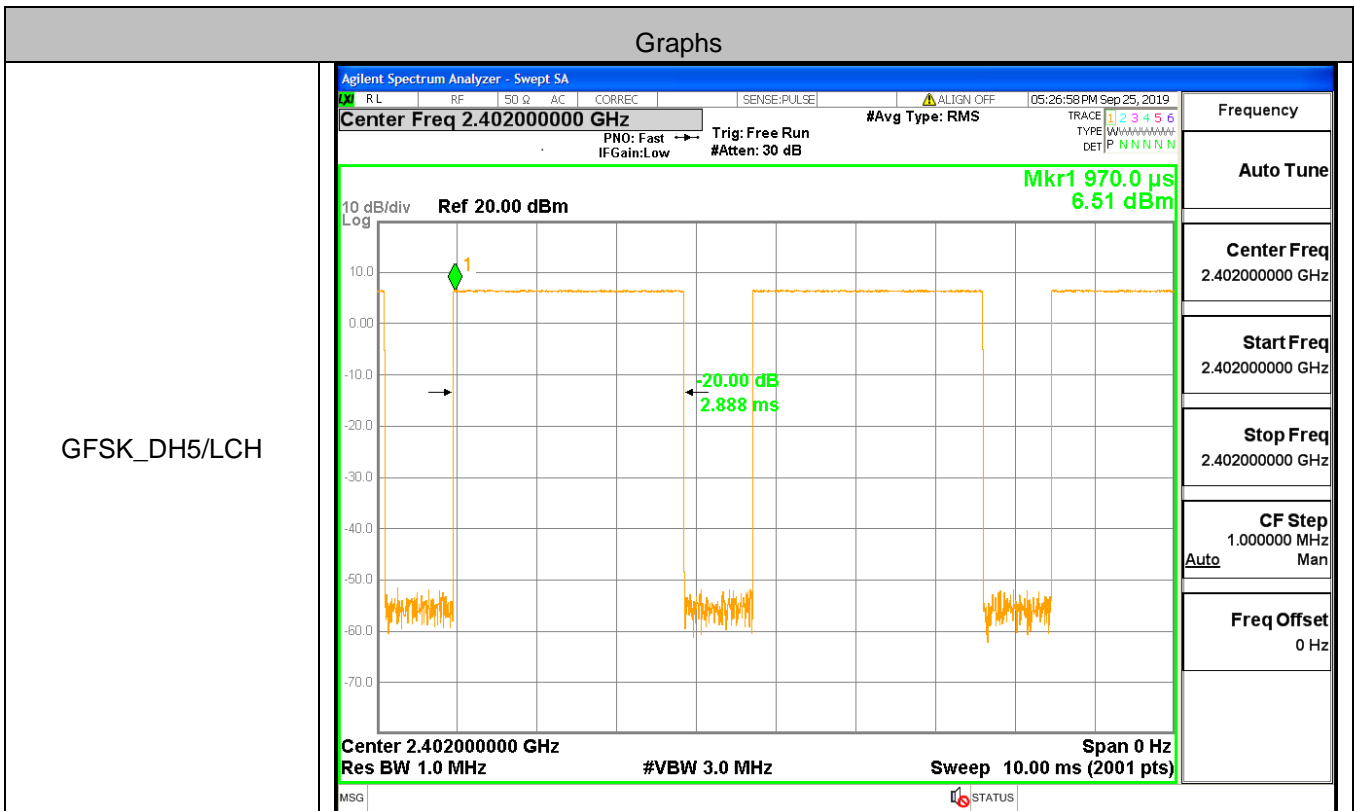 Graphs
GFSK_DH5/LCH
Agilent Spectrum Analyzer - Swept SA
LXI RL RF 50 Ω AC CORREC SENSE:PULSE ALIGN OFF 05:26:58 PM Sep 25, 2019
Center Freq 2.402000000 GHz
#Avg Type: RMS
TRACE 1 2 3 4 5 6
PNO: Fast
Trig: Free Run
TYPE WWWWWW
IFGain:Low
#Atten: 30 dB
DET P N N N N N
Mkr1 970.0 µs
6.51 dBm
10 dB/div Ref 20.00 dBm
Log
10.0
1
0.00
-10.0
-20.00 dB
2.888 ms
-20.0
-30.0
-40.0
-50.0
-60.0
-70.0
Center 2.402000000 GHz Span 0 Hz
Res BW 1.0 MHz #VBW 3.0 MHz Sweep 10.00 ms (2001 pts)
MSG STATUS
Frequency
Auto Tune
Center Freq
2.402000000 GHz
Start Freq
2.402000000 GHz
Stop Freq
2.402000000 GHz
CF Step
1.000000 MHz
Auto Man
Freq Offset
0 Hz